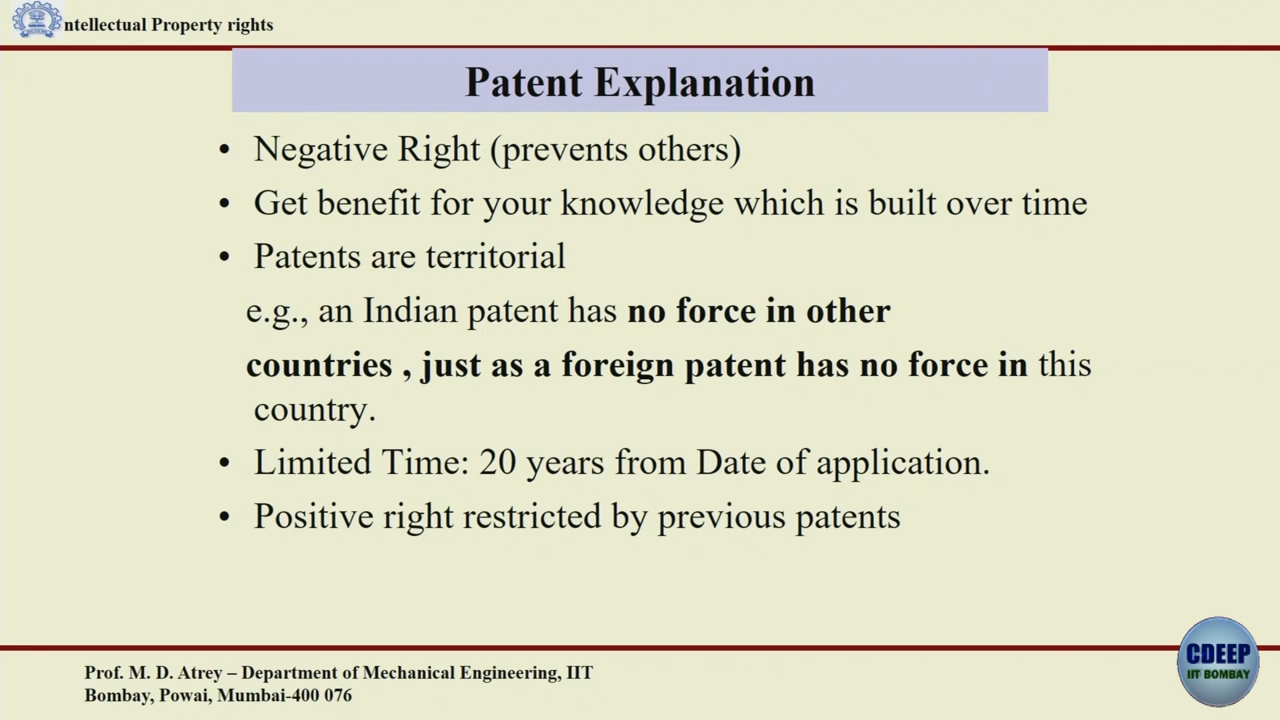 ntellectual Property rights
Patent Explanation
• Negative Right (prevents others)
• Get benefit for your knowledge which is built over time
• Patents are territorial
e.g., an Indian patent has no force in other
countries , just as a foreign patent has no force in this
country.
• Limited Time: 20 years from Date of application.
• Positive right restricted by previous patents
Prof. M. D. Atrey – Department of Mechanical Engineering, IIT
Bombay, Powai, Mumbai-400 076
CDEEP
IIT BOMBAY